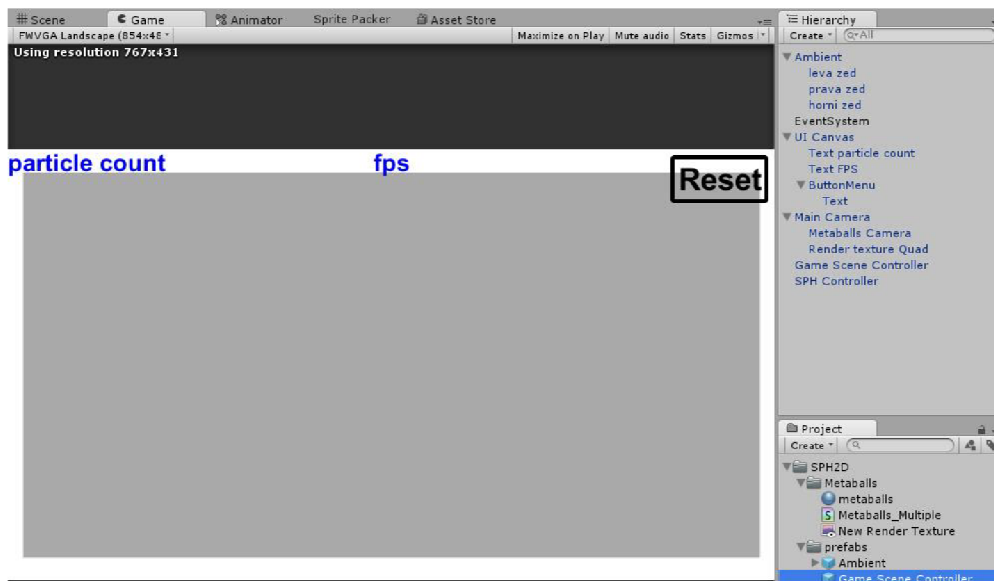 Scene Game Animator Sprite Packer Asset Store
FWVGA Landscape (854x48
Maximize on Play Mute audio Stats Gizmos
Using resolution 767x431
particle count fps
Reset
Hierarchy
Create All
Ambient
leva zed
prava zed
horni zed
EventSystem
UI Canvas
Text particle count
Text FPS
ButtonMenu
Text
Main Camera
Metaballs Camera
Render texture Quad
Game Scene Controller
SPH Controller
Project
Create
SPH2D
Metaballs
metaballs
Metaballs_Multiple
New Render Texture
prefabs
Ambient
Game Scene Controller